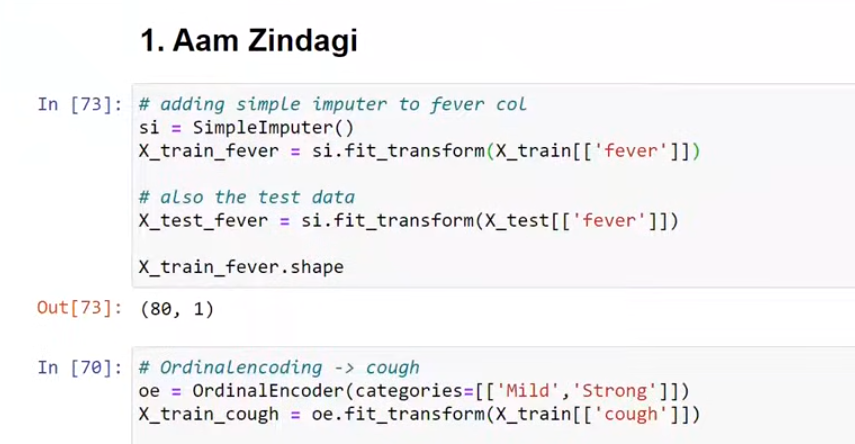 1. Aam Zindagi
In [73]:
# adding simple imputer to fever col
si = SimpleImputer()
X_train_fever = si.fit_transform(X_train[['fever']])
# also the test data
X_test_fever = si.fit_transform(X_test[['fever']])
X_train_fever.shape
Out[73]: (80, 1)
In [70]:
# Ordinalencoding -> cough
oe = OrdinalEncoder(categories=[['Mild','Strong']])
X_train_cough = oe.fit_transform(X_train[['cough']])